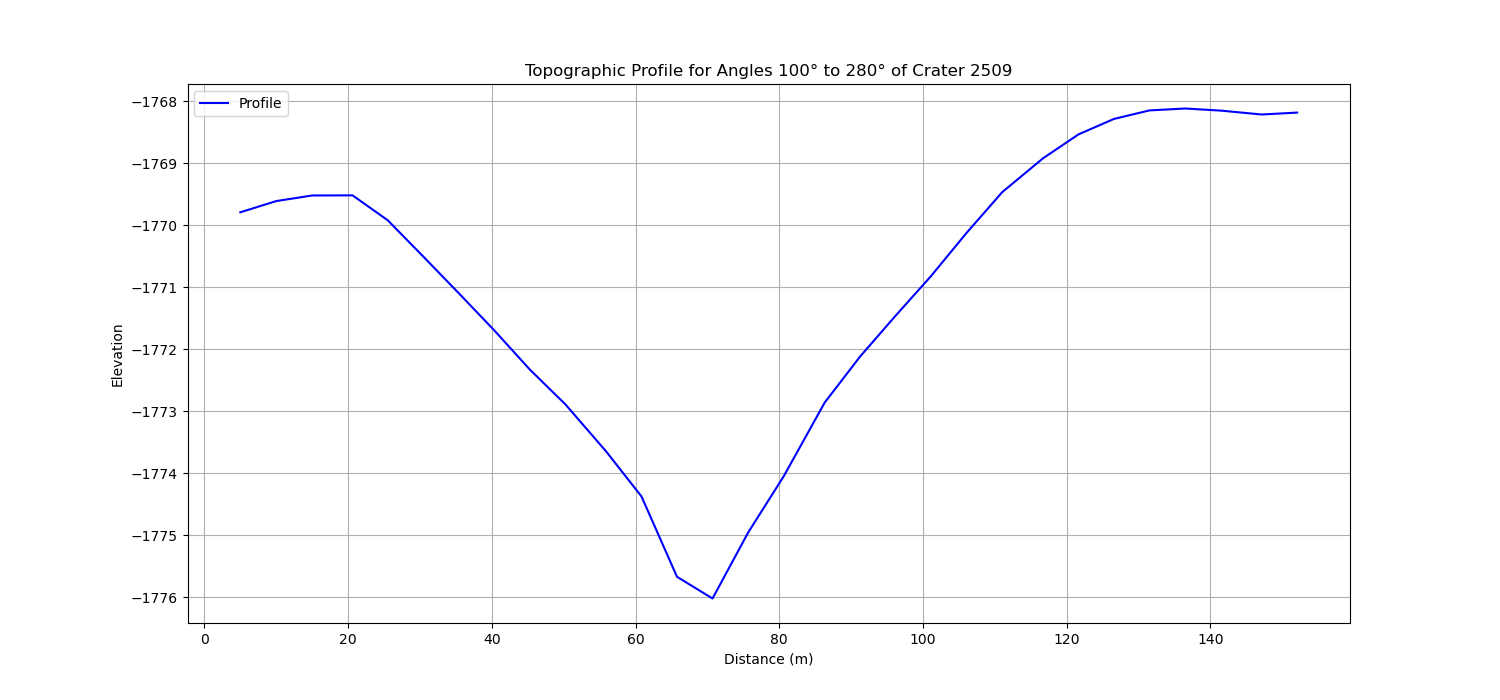 Topographic Profile for Angles 100° to 280° of Crater 2509
Profile
−1768
−1769
−1770
−1771
−1772
−1773
−1774
−1775
−1776
Elevation
0 20 40 60 80 100 120 140
Distance (m)